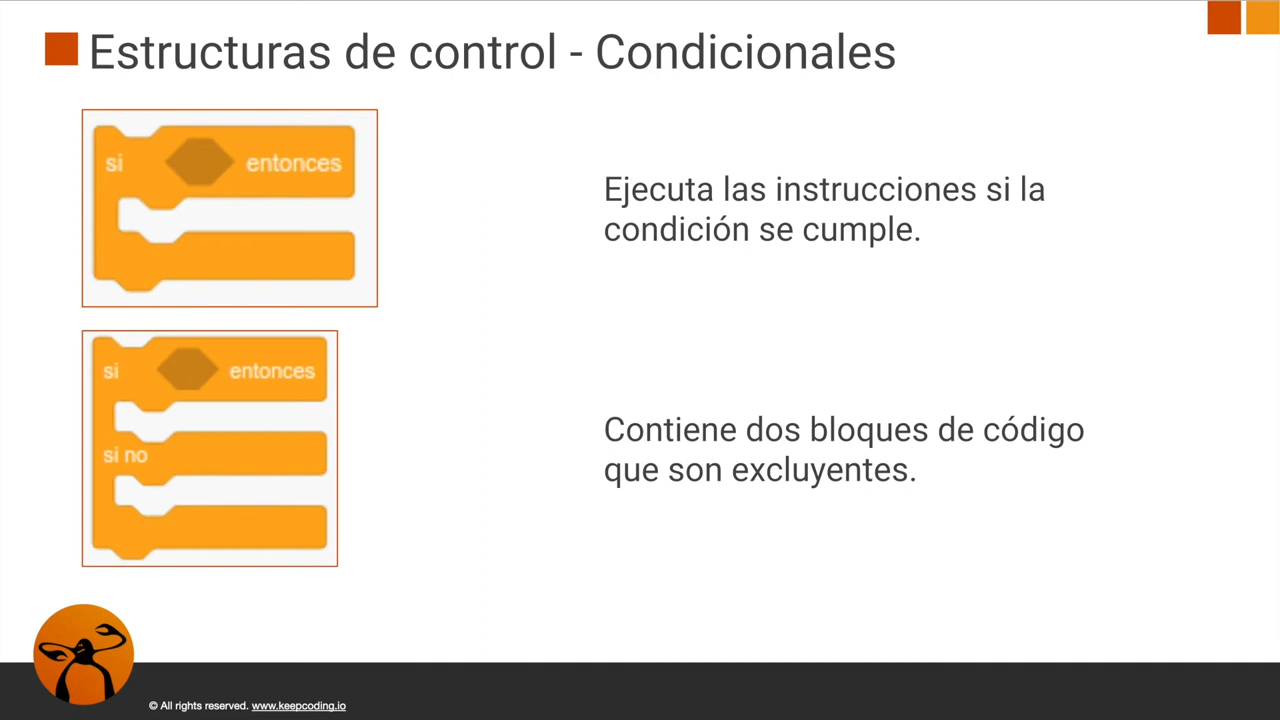 Estructuras de control - Condicionales
si entonces
Ejecuta las instrucciones si la
condición se cumple.
si entonces
si no
Contiene dos bloques de código
que son excluyentes.
© All rights reserved. www.keepcoding.io